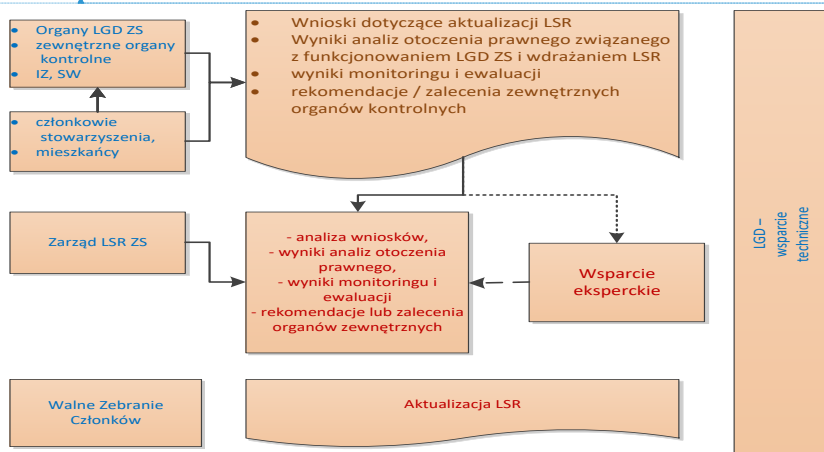 • Organy LGD ZS
• zewnętrzne organy
kontrolne
• IZ, SW
• członkowie
stowarzyszenia,
• mieszkańcy
• Wnioski dotyczące aktualizacji LSR
• Wyniki analiz otoczenia prawnego związanego
z funkcjonowaniem LGD ZS i wdrażaniem LSR
• wyniki monitoringu i ewaluacji
• rekomendacje / zalecenia zewnętrznych
organów kontrolnych
Zarząd LSR ZS
- analiza wniosków,
- wyniki analiz otoczenia
prawnego,
- wyniki monitoringu i
ewaluacji
- rekomendacje lub zalecenia
organów zewnętrznych
Wsparcie
eksperckie
Walne Zebranie
Członków
Aktualizacja LSR
LGD –
wsparcie
techniczne